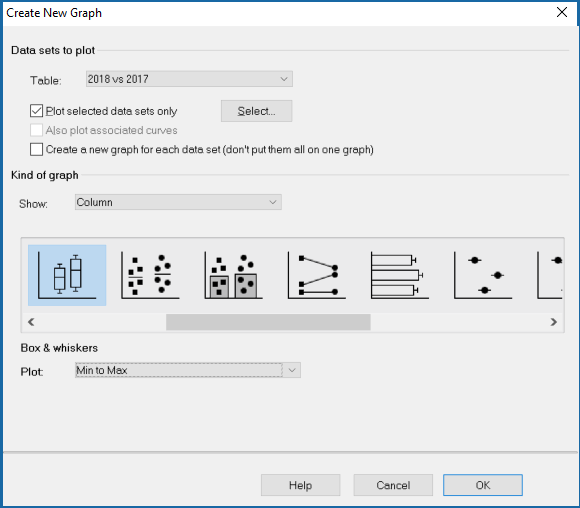 Create New Graph
Data sets to plot
Table: 2018 vs 2017
Plot selected data sets only Select...
Also plot associated curves
Create a new graph for each data set (don't put them all on one graph)
Kind of graph
Show: Column
Box & whiskers
Plot: Min to Max
Help Cancel OK